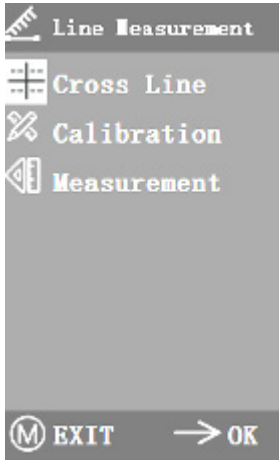 Line Measurement
Cross Line
Calibration
Measurement
M EXIT → OK